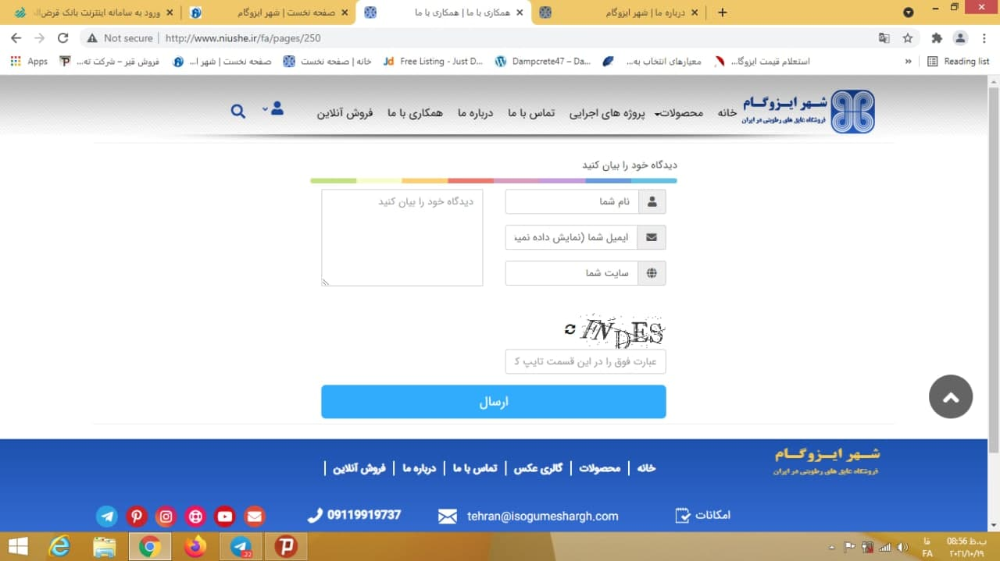 ورود به سامانه اینترنت بانک قرض‌ال
صفحه نخست | شهر ایزوگام
همکاری با ما | همکاری با ما
درباره ما | شهر ایزوگام
Not secure
http://www.niushe.ir/fa/pages/250
Apps
فروش قیر – شرکت ته...
صفحه نخست | شهر ا...
خانه | صفحه نخست
Free Listing - Just D...
Dampcrete47 – Da...
معیارهای انتخاب به...
استعلام قیمت ایزوگا...
»
Reading list
شهر ایزوگام
فروشگاه عایق های رطوبتی در ایران
خانه محصولات پروژه های اجرایی تماس با ما درباره ما همکاری با ما فروش آنلاین
دیدگاه خود را بیان کنید
نام شما
ایمیل شما (نمایش داده نمی
سایت شما
دیدگاه خود را بیان کنید
FNDES
عبارت فوق را در این قسمت تایپ ک
ارسال
شهر ایزوگام
فروشگاه عایق های رطوبتی در ایران
خانه | محصولات | گالری عکس | تماس با ما | درباره ما | فروش آنلاین |
امکانات
tehran@isogumeshargh.com
09119919737
22
فا
FA
08:56 ب.ظ
۲۰۲۱/۱۰/۱۹